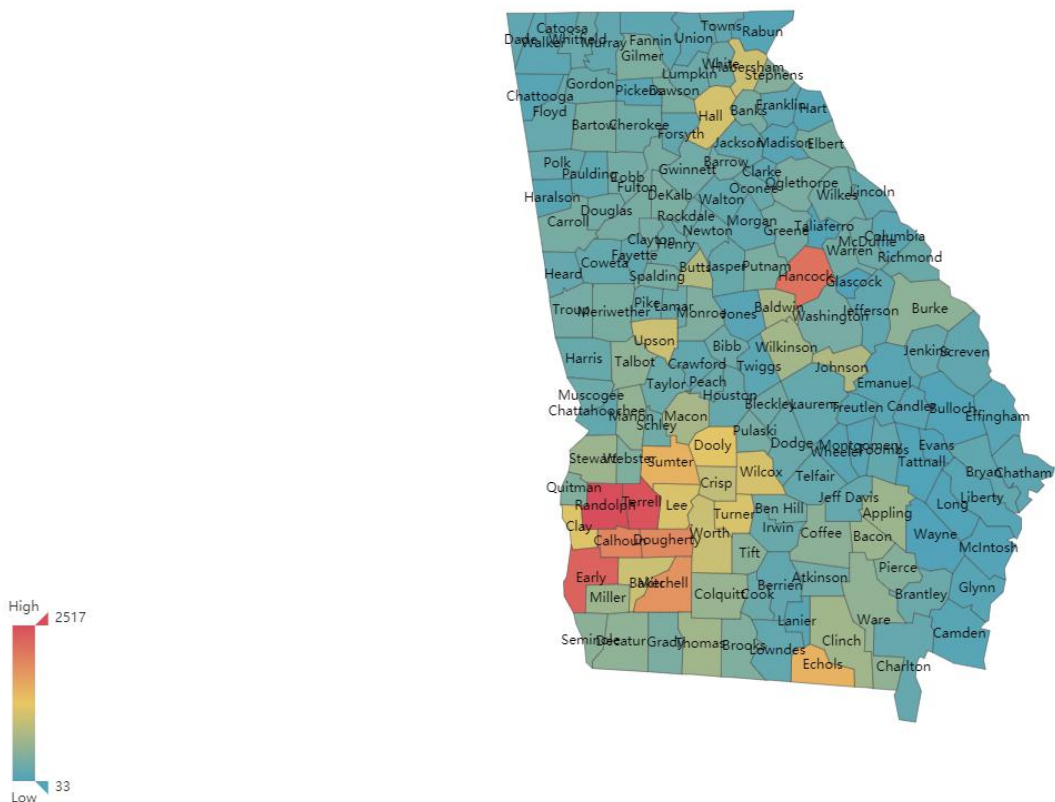 Towns
Rabun
Catoosa
Dade
Walker
Whitfield
Murray
Fannin
Union
Gilmer
White
Habersham
Stephens
Lumpkin
Chattooga
Gordon
Pickens
Dawson
Floyd
Hall
Banks
Franklin
Hart
Bartow
Cherokee
Forsyth
Jackson
Madison
Elbert
Polk
Paulding
Cobb
Gwinnett
Barrow
Clarke
Oglethorpe
Haralson
Fulton
DeKalb
Walton
Oconee
Wilkes
Lincoln
Carroll
Douglas
Rockdale
Newton
Morgan
Greene
Taliaferro
McDuffie
Columbia
Clayton
Henry
Fayette
Warren
Richmond
Heard
Coweta
Spalding
Butts
Jasper
Putnam
Hancock
Glascock
Troup
Meriwether
Pike
Lamar
Monroe
Jones
Baldwin
Washington
Jefferson
Burke
Upson
Bibb
Wilkinson
Jenkins
Screven
Harris
Talbot
Crawford
Twiggs
Johnson
Emanuel
Taylor
Peach
Muscogee
Houston
Bleckley
Laurens
Treutlen
Candler
Bulloch
Effingham
Chattahoochee
Marion
Schley
Macon
Pulaski
Dodge
Wheeler
Montgomery
Toombs
Evans
Tattnall
Stewart
Webster
Sumter
Dooly
Wilcox
Telfair
Bryan
Chatham
Quitman
Randolph
Terrell
Lee
Crisp
Turner
Ben Hill
Jeff Davis
Appling
Long
Liberty
Clay
Calhoun
Dougherty
Worth
Irwin
Coffee
Bacon
Wayne
McIntosh
Early
Baker
Mitchell
Tift
Berrien
Atkinson
Pierce
Brantley
Glynn
Miller
Colquitt
Cook
Lanier
Ware
Camden
Seminole
Decatur
Grady
Thomas
Brooks
Lowndes
Clinch
Echols
Charlton
High
2517
33
Low